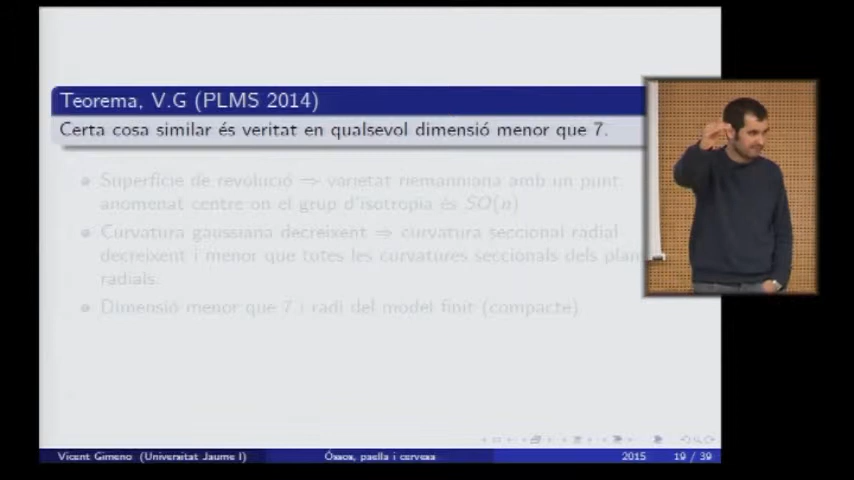 Teorema, V.G (PLMS 2014)
Certa cosa similar és veritat en qualsevol dimensió menor que 7.
Superfície de revolució ⇒ varietat riemanniana amb un punt
anomenat centre on el grup d'isotropia és SO(n)
Curvatura gaussiana decreixent ⇒ curvatura seccional radial
decreixent i menor que totes les curvatures seccionals dels plan
radials.
Dimensió menor que 7 i radi del model finit (compacte)
Vicent Gimeno (Universitat Jaume I) Óssos, paella i cervesa 2015 19 / 39